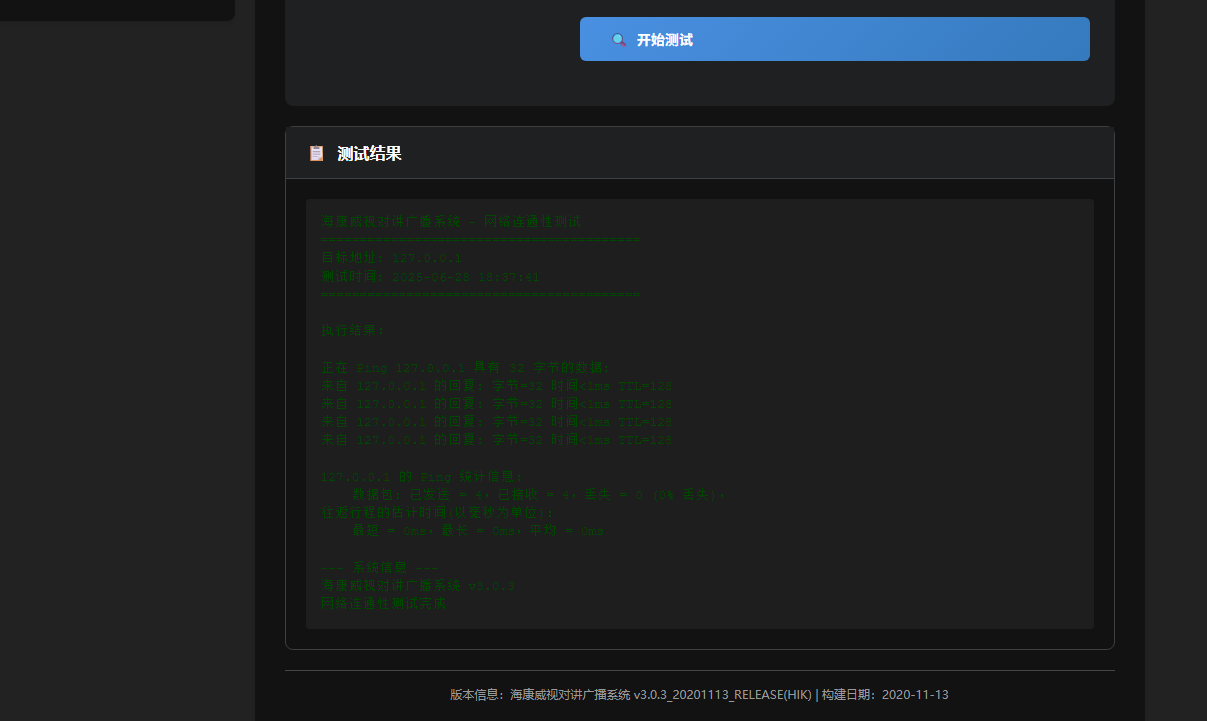 开始测试
测试结果
海康威视对讲广播系统 - 网络连通性测试
========================================
目标地址: 127.0.0.1
测试时间: 2025-06-28 18:37:41
========================================
执行结果:
正在 Ping 127.0.0.1 具有 32 字节的数据:
来自 127.0.0.1 的回复: 字节=32 时间<1ms TTL=128
来自 127.0.0.1 的回复: 字节=32 时间<1ms TTL=128
来自 127.0.0.1 的回复: 字节=32 时间<1ms TTL=128
来自 127.0.0.1 的回复: 字节=32 时间<1ms TTL=128
127.0.0.1 的 Ping 统计信息:
数据包: 已发送 = 4，已接收 = 4，丢失 = 0 (0% 丢失)，
往返行程的估计时间(以毫秒为单位):
最短 = 0ms，最长 = 0ms，平均 = 0ms
--- 系统信息 ---
海康威视对讲广播系统 v3.0.3
网络连通性测试完成
版本信息：海康威视对讲广播系统 v3.0.3_20201113_RELEASE(HIK) | 构建日期：2020-11-13